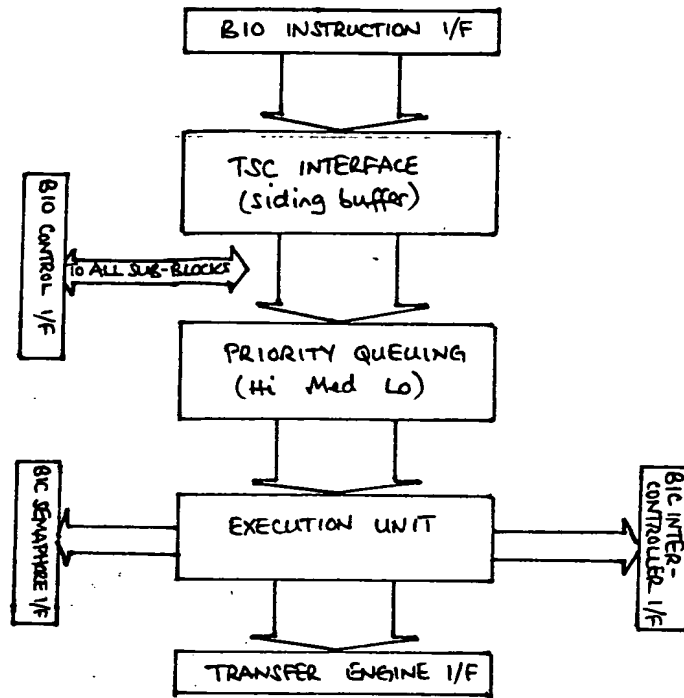 BIO INSTRUCTION I/F
TSC INTERFACE
(siding buffer)
BIO CONTROL I/F
TO ALL SUB-BLOCKS
PRIORITY QUEUING
(Hi Med Lo)
BIC SEMAPHORE I/F
EXECUTION UNIT
BIC INTER-
CONTROLLER I/F
TRANSFER ENGINE I/F